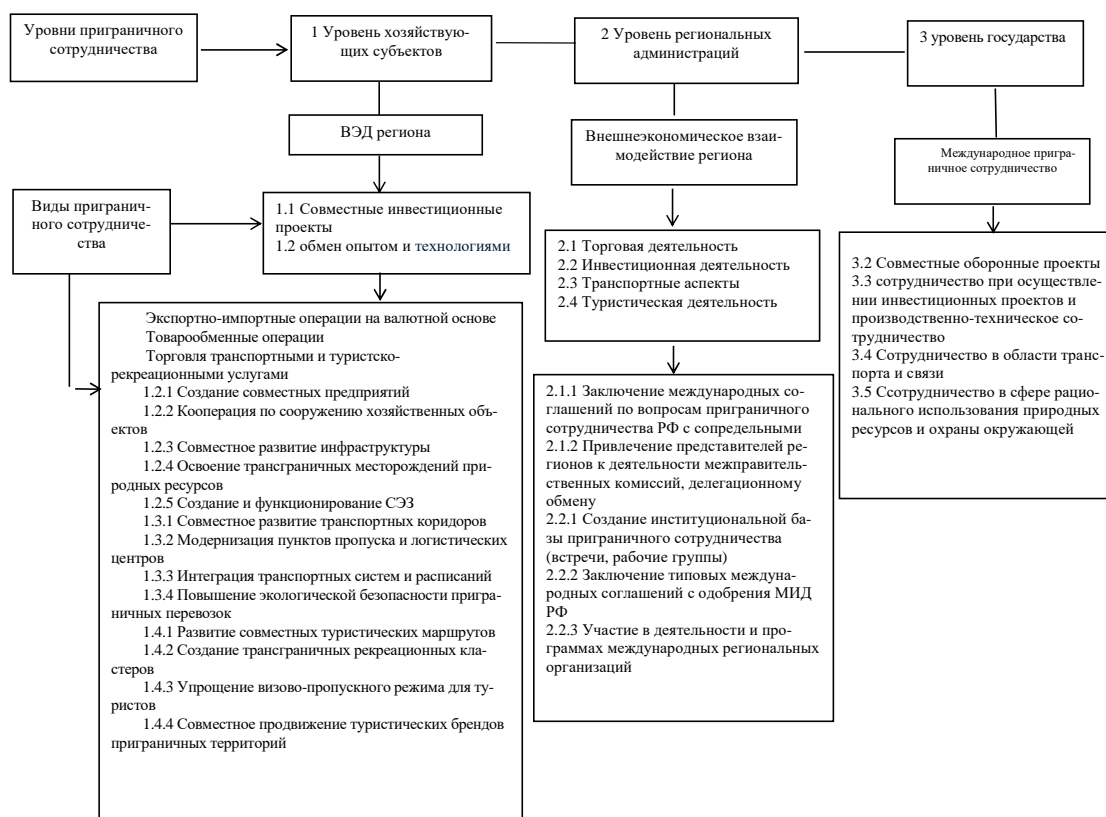 Уровни приграничного
сотрудничества
1 Уровень хозяйствую-
щих субъектов
2 Уровень региональных
администраций
3 уровень государства
ВЭД региона
Внешнеэкономическое взаи-
модействие региона
Международное пригра-
ничное сотрудничество
Виды приграничн-
ного сотрудниче-
ства
1.1 Совместные инвестиционные
проекты
1.2 обмен опытом и технологиями
2.1 Торговая деятельность
2.2 Инвестиционная деятельность
2.3 Транспортные аспекты
2.4 Туристическая деятельность
3.2 Совместные оборонные проекты
3.3 сотрудничество при осуществле-
нии инвестиционных проектов и
производственно-техническое со-
трудничество
3.4 Сотрудничество в области транс-
порта и связи
3.5 Ссотрудничество в сфере рацио-
нального использования природных
ресурсов и охраны окружающей
Экспортно-импортные операции на валютной основе
Товарообменные операции
Торговля транспортными и туристско-
рекреационными услугами
1.2.1 Создание совместных предприятий
1.2.2 Кооперация по сооружению хозяйственных объ-
ектов
1.2.3 Совместное развитие инфраструктуры
1.2.4 Освоение трансграничных месторождений при-
родных ресурсов
1.2.5 Создание и функционирование СЭЗ
1.3.1 Совместное развитие транспортных коридоров
1.3.2 Модернизация пунктов пропуска и логистических
центров
1.3.3 Интеграция транспортных систем и расписаний
1.3.4 Повышение экологической безопасности пригра-
ничных перевозок
1.4.1 Развитие совместных туристических маршрутов
1.4.2 Создание трансграничных рекреационных кла-
стеров
1.4.3 Упрощение визово-пропускного режима для ту-
ристов
1.4.4 Совместное продвижение туристических брендов
приграничных территорий
2.1.1 Заключение международных со-
глашений по вопросам приграничного
сотрудничества РФ с сопредельными
2.1.2 Привлечение представителей ре-
гионов к деятельности межправитель-
ственных комиссий, делегационному
обмену
2.2.1 Создание институциональной ба-
зы приграничного сотрудничества
(встречи, рабочие группы)
2.2.2 Заключение типовых междуна-
родных соглашений с одобрения МИД
РФ
2.2.3 Участие в деятельности и про-
граммах международных региональных
организаций